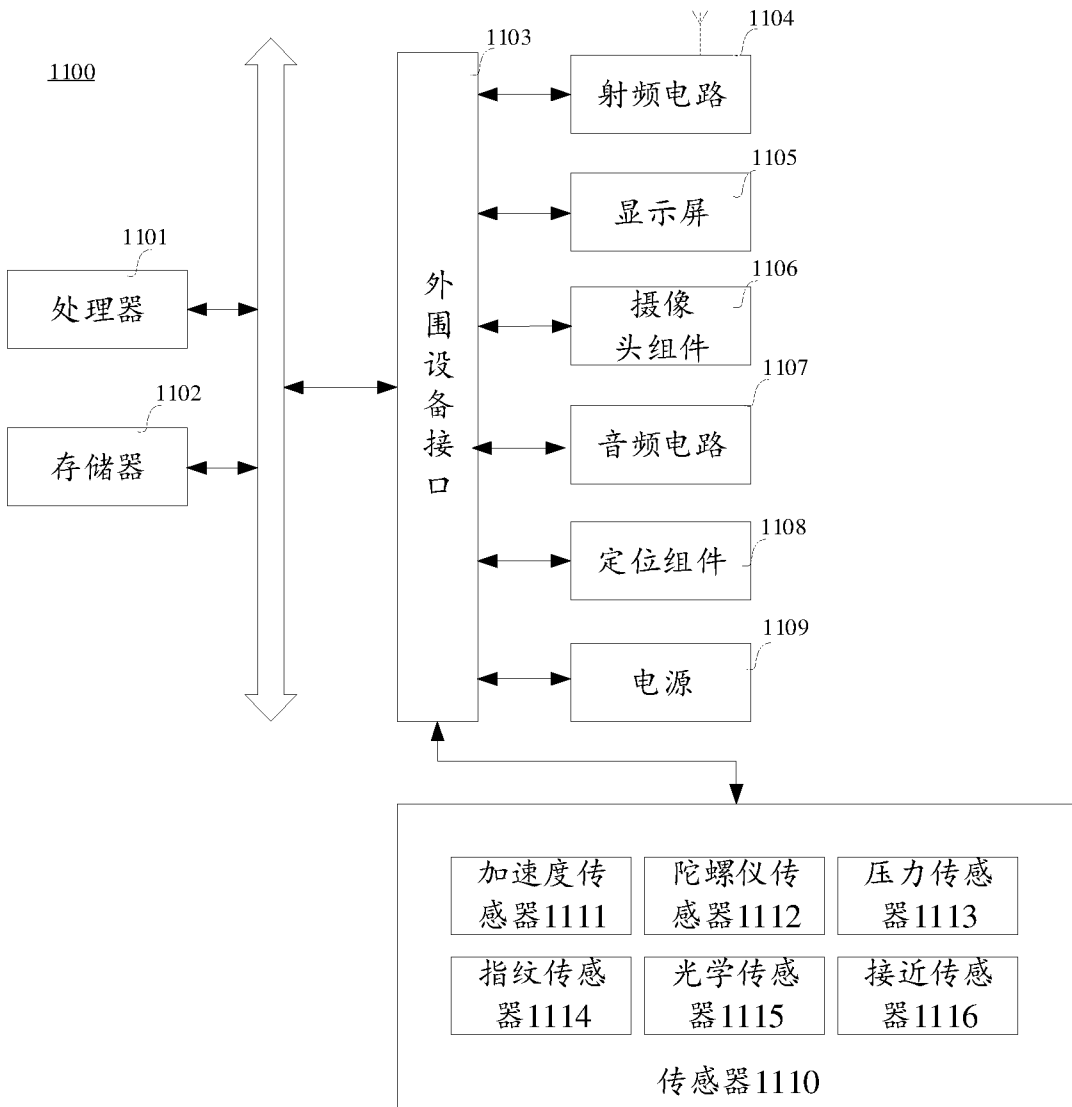 1100
1103
1104
射频电路
1105
显示屏
1101
处理器
1106
摄像
头组件
外
围
设
备
接
口
1102
存储器
1107
音频电路
1108
定位组件
1109
电源
加速度传
感器1111
陀螺仪传
感器1112
压力传感
器1113
指纹传感
器1114
光学传感
器1115
接近传感
器1116
传感器1110